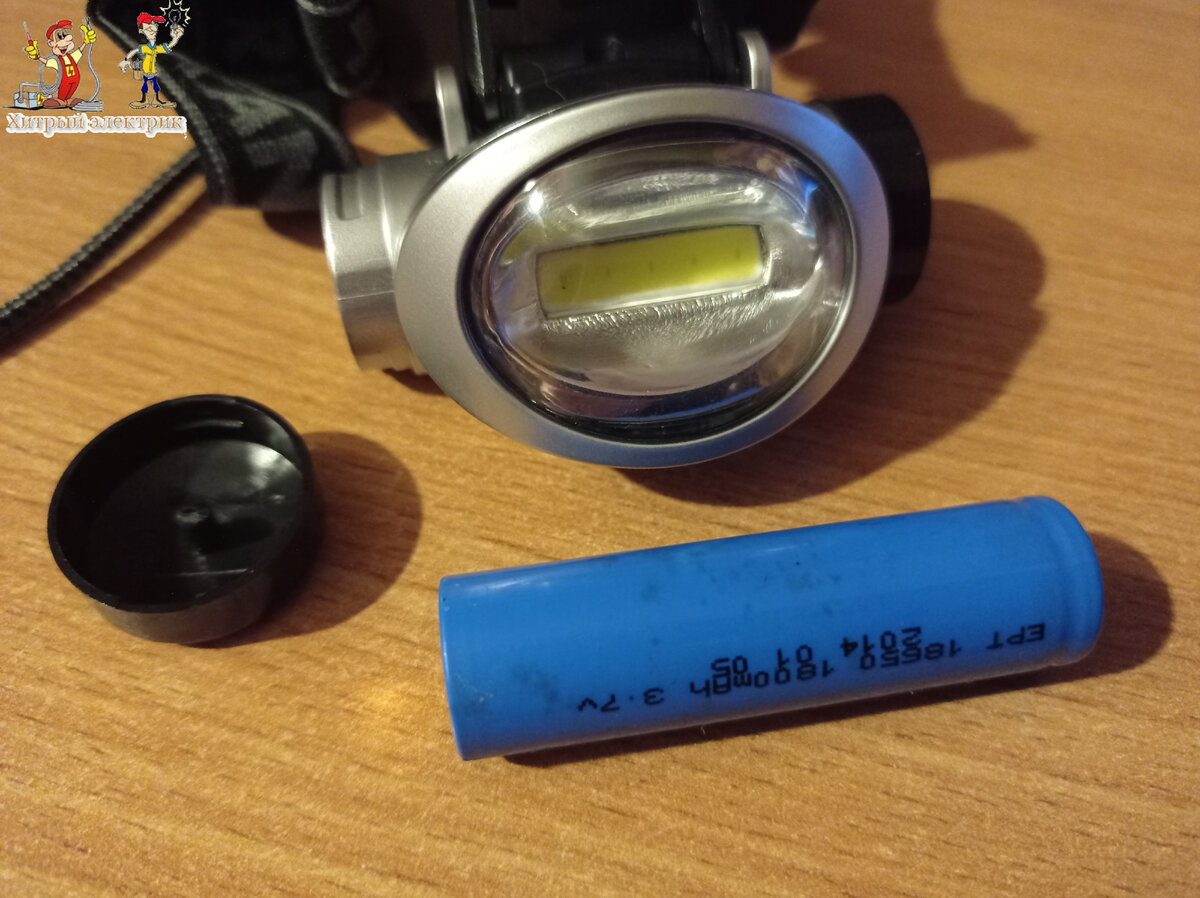 Хитрый электрик
EPT 18650 1800mAh 3.7v
2014 01 05